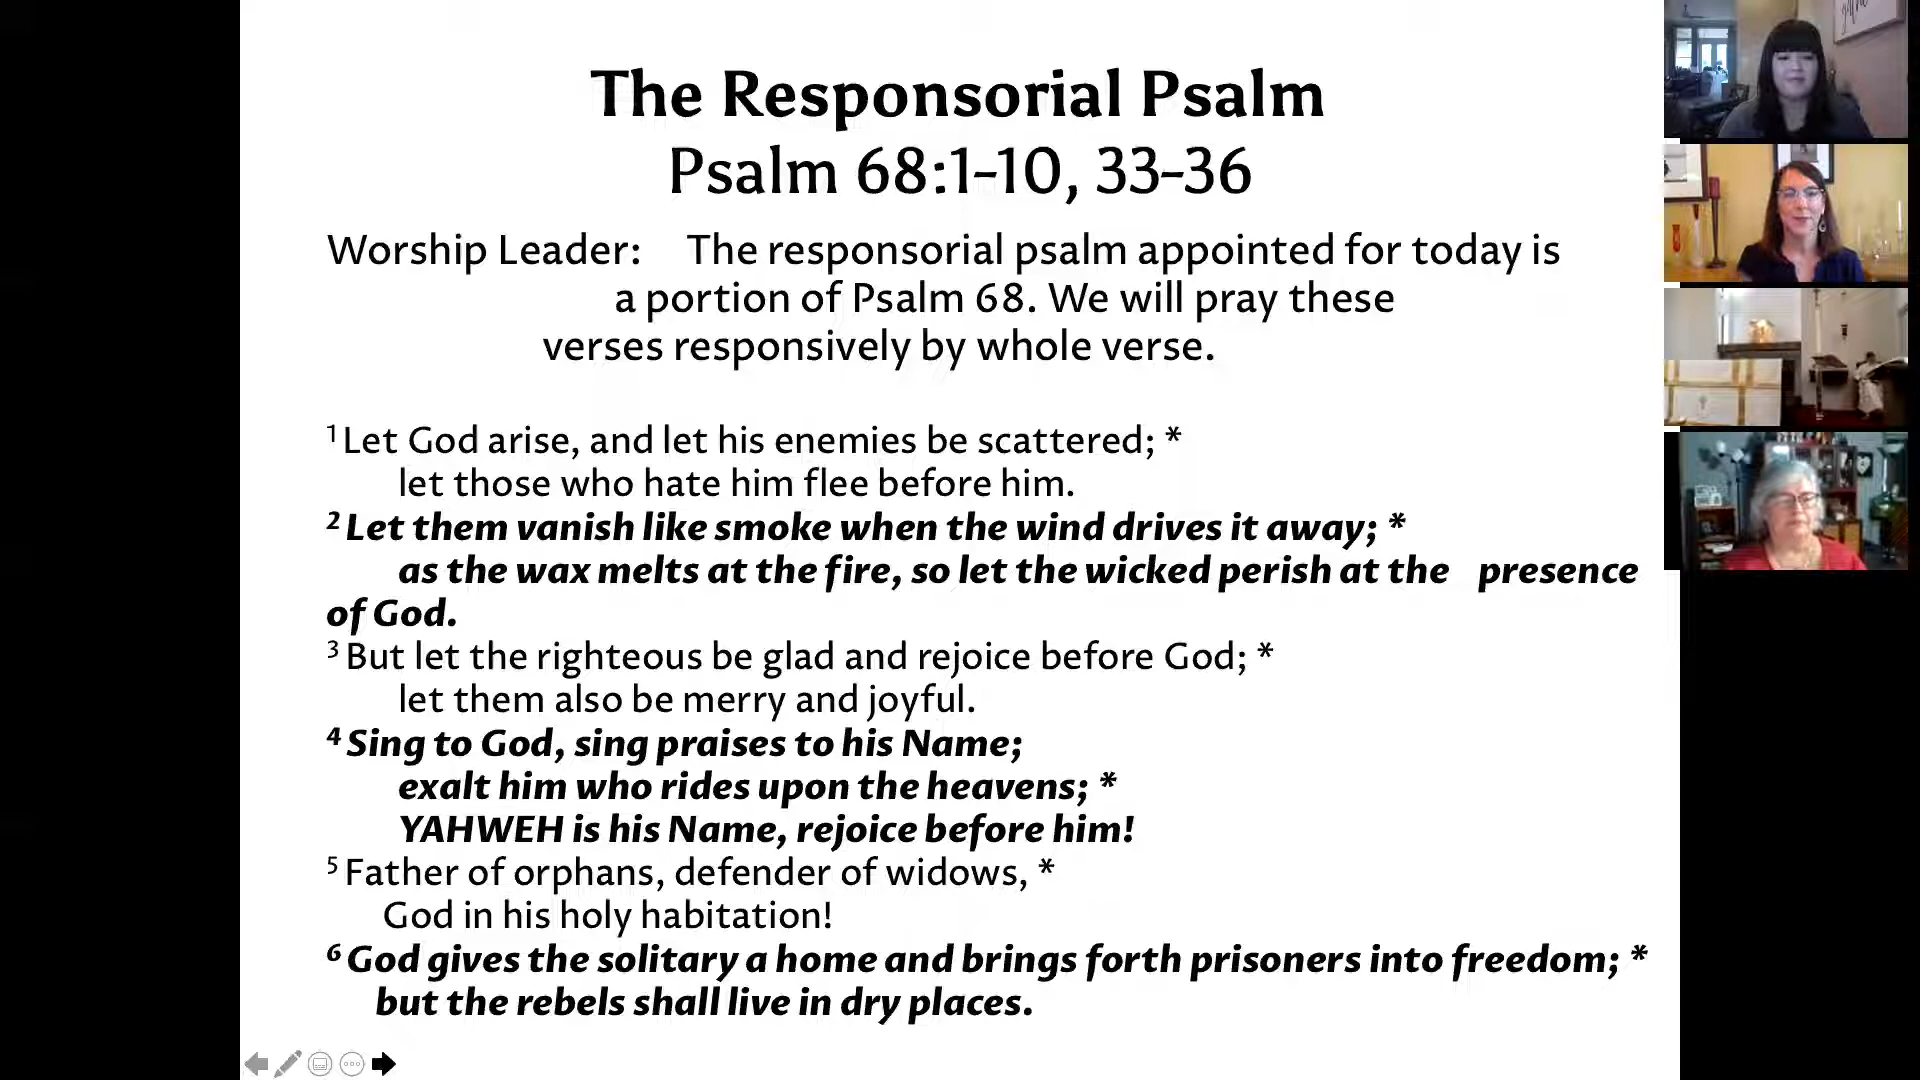 The Responsorial Psalm
Psalm 68:1-10, 33-36
Worship Leader: The responsorial psalm appointed for today is
a portion of Psalm 68. We will pray these
verses responsively by whole verse.
1 Let God arise, and let his enemies be scattered; *
let those who hate him flee before him.
2 Let them vanish like smoke when the wind drives it away; *
as the wax melts at the fire, so let the wicked perish at the presence
of God.
3 But let the righteous be glad and rejoice before God; *
let them also be merry and joyful.
4 Sing to God, sing praises to his Name;
exalt him who rides upon the heavens; *
YAHWEH is his Name, rejoice before him!
5 Father of orphans, defender of widows, *
God in his holy habitation!
6 God gives the solitary a home and brings forth prisoners into freedom; *
but the rebels shall live in dry places.